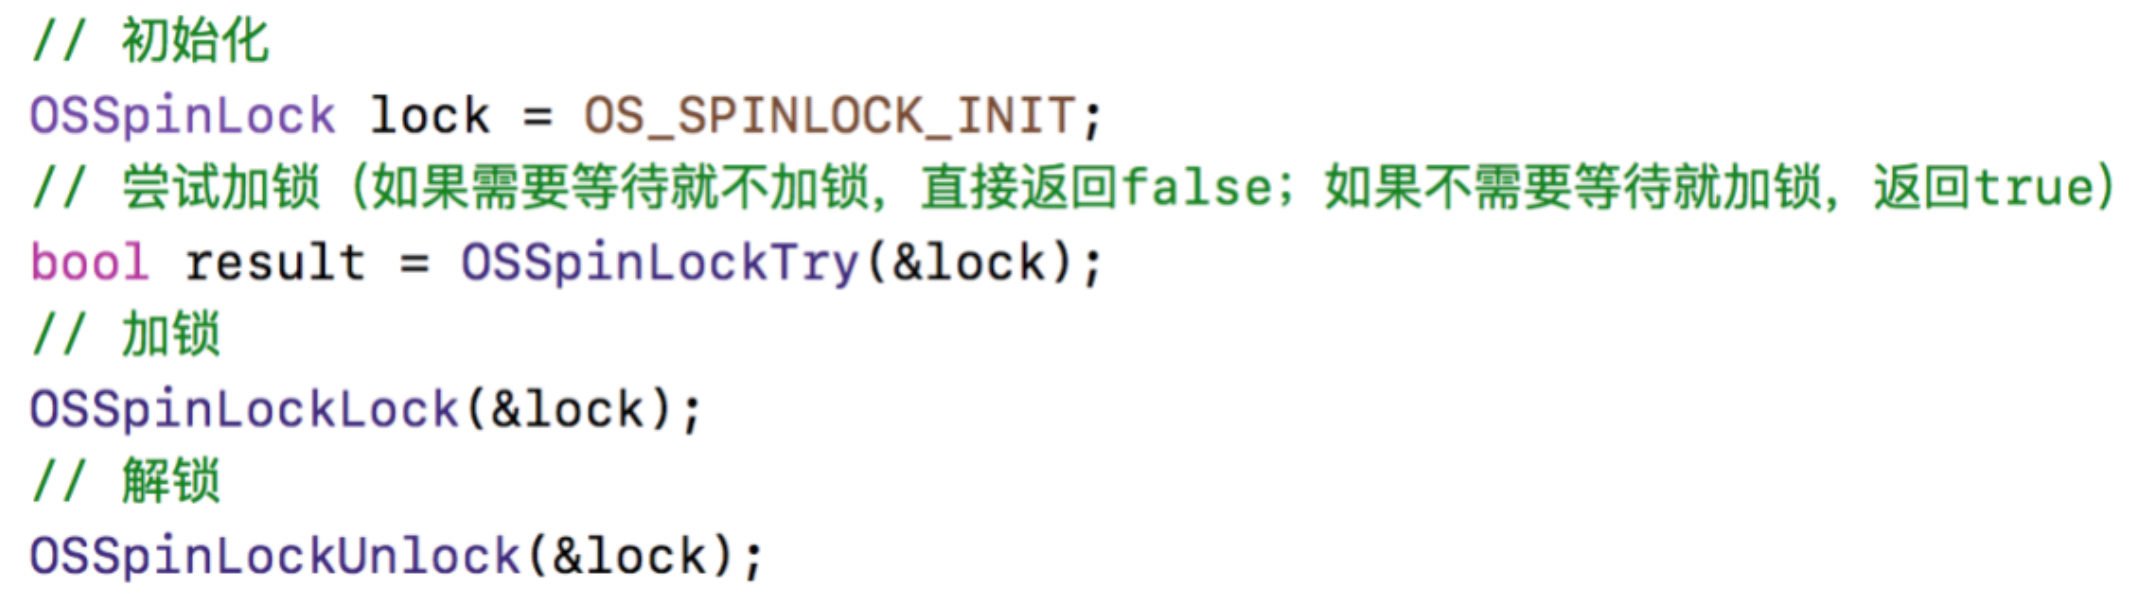 // 初始化
OSSpinLock lock = OS_SPINLOCK_INIT;
// 尝试加锁（如果需要等待就不加锁，直接返回false；如果不需要等待就加锁，返回true）
bool result = OSSpinLockTry(&lock);
// 加锁
OSSpinLockLock(&lock);
// 解锁
OSSpinLockUnlock(&lock);